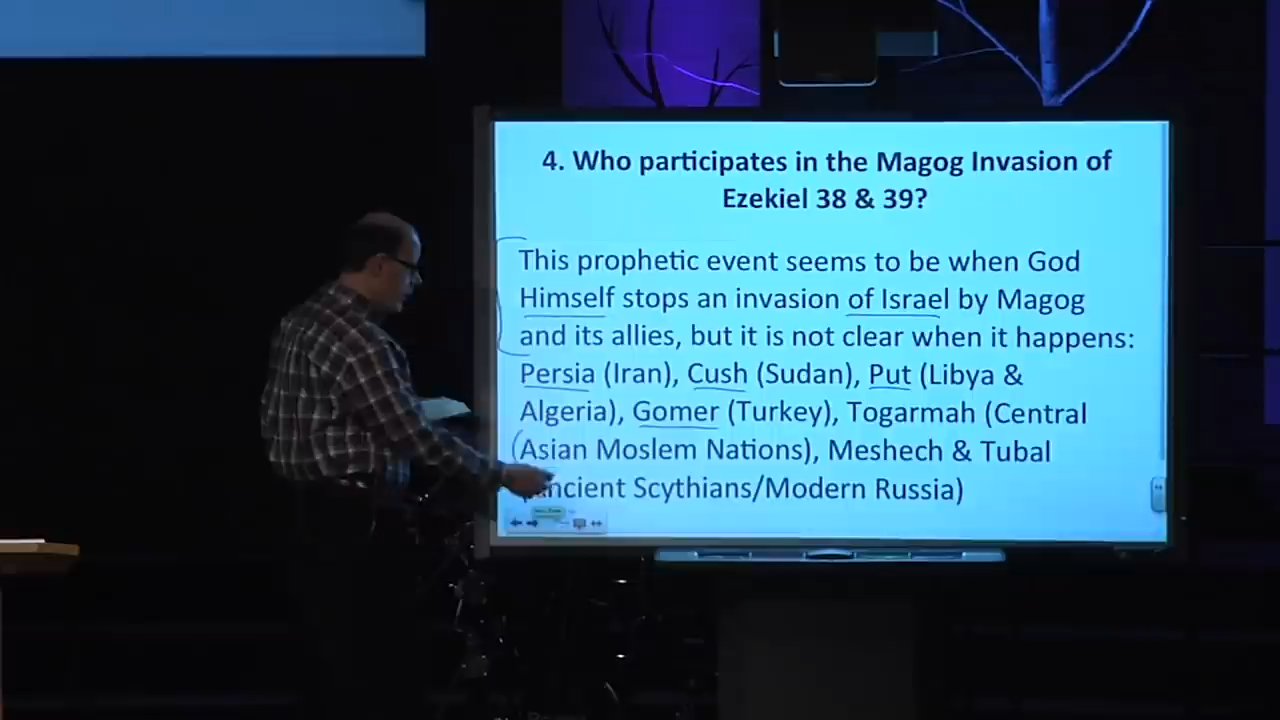 4. Who participates in the Magog Invasion of
Ezekiel 38 & 39?
This prophetic event seems to be when God
Himself stops an invasion of Israel by Magog
and its allies, but it is not clear when it happens:
Persia (Iran), Cush (Sudan), Put (Libya &
Algeria), Gomer (Turkey), Togarmah (Central
Asian Moslem Nations), Meshech & Tubal
(Ancient Scythians/Modern Russia)